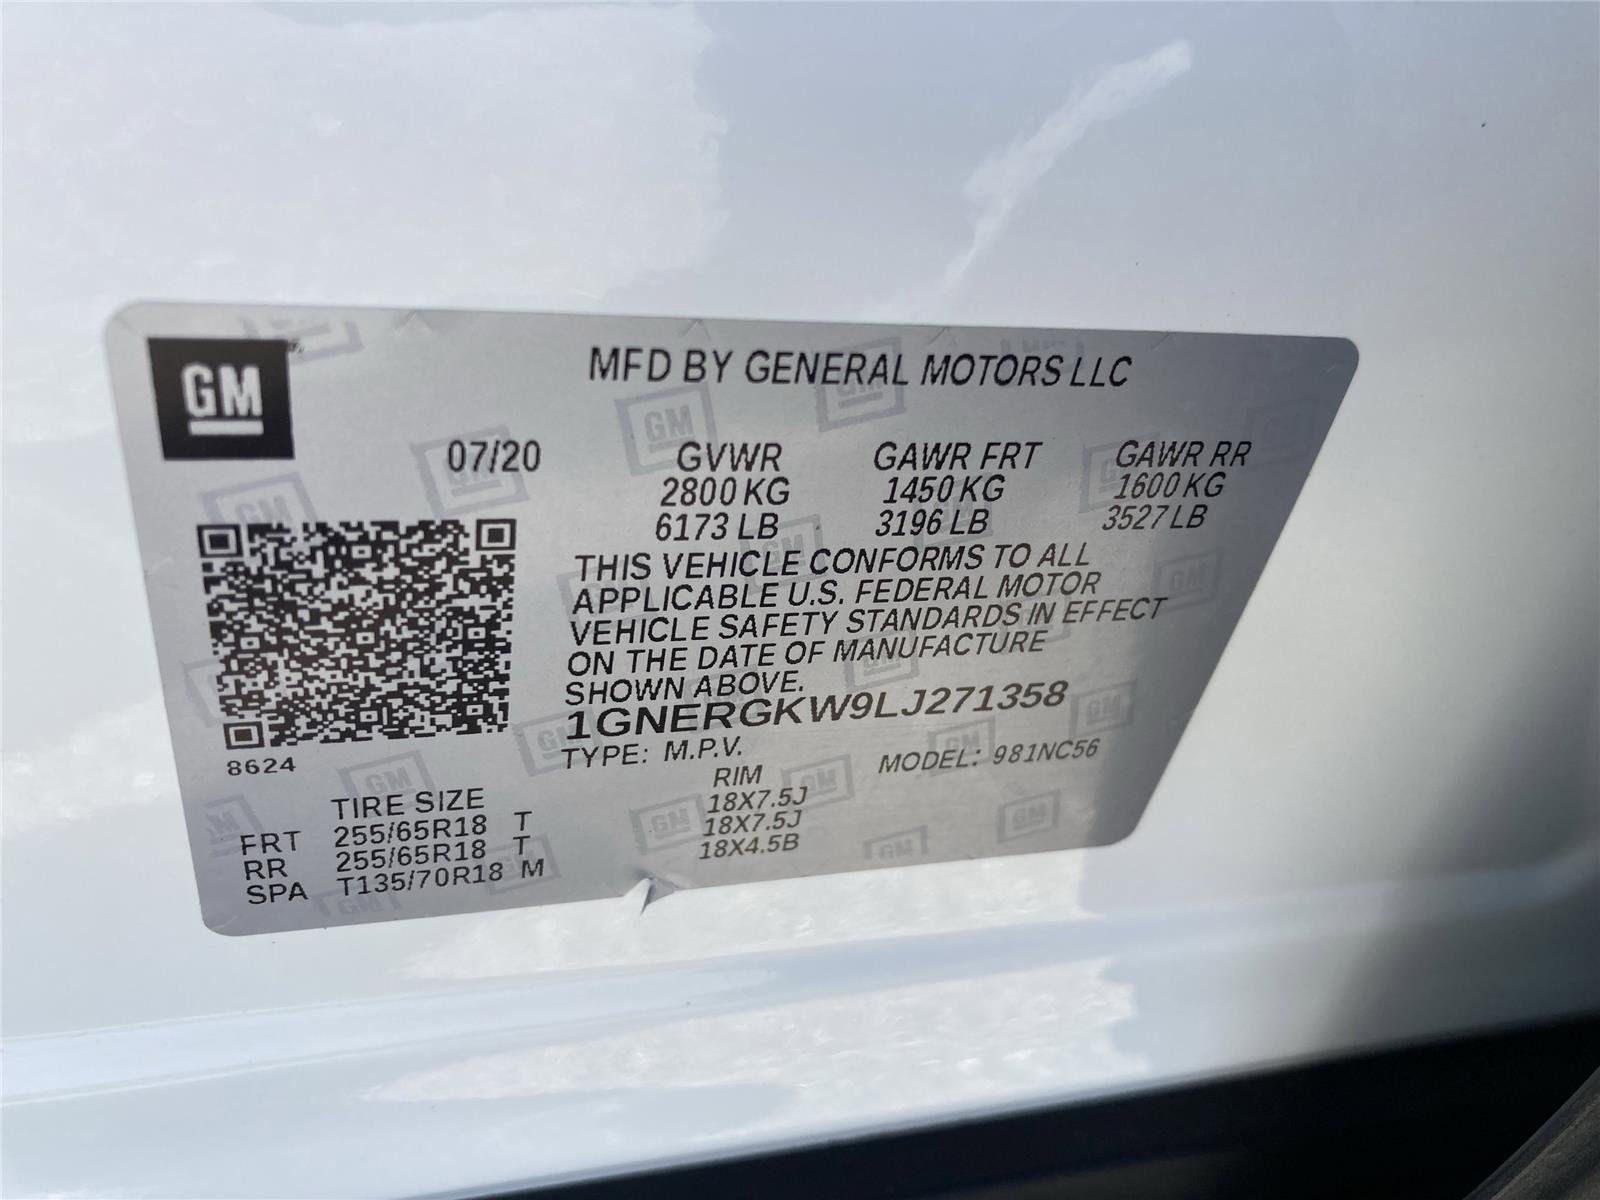 GM
MFD BY GENERAL MOTORS LLC
07/20 GVWR GAWR FRT GAWR RR
2800 KG 1450 KG 1600 KG
6173 LB 3196 LB 3527 LB
THIS VEHICLE CONFORMS TO ALL
APPLICABLE U.S. FEDERAL MOTOR
VEHICLE SAFETY STANDARDS IN EFFECT
ON THE DATE OF MANUFACTURE
SHOWN ABOVE.
1GNERGKW9LJ271358
TYPE: M.P.V. MODEL: 981NC56
8624
TIRE SIZE RIM
FRT 255/65R18 T 18X7.5J
RR 255/65R18 T 18X7.5J
SPA T135/70R18 M 18X4.5B